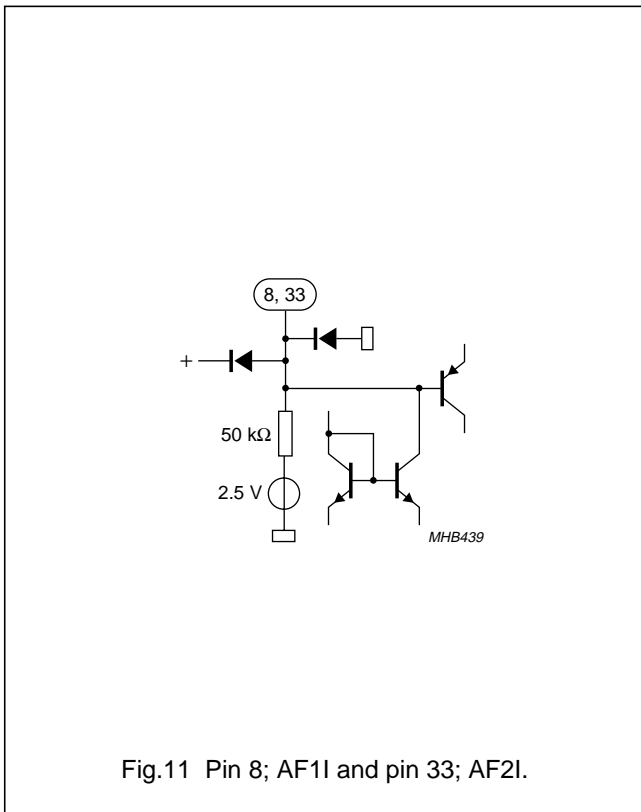 8, 33
+
50 kΩ
2.5 V
MHB439
Fig.11 Pin 8; AF1I and pin 33; AF2I.